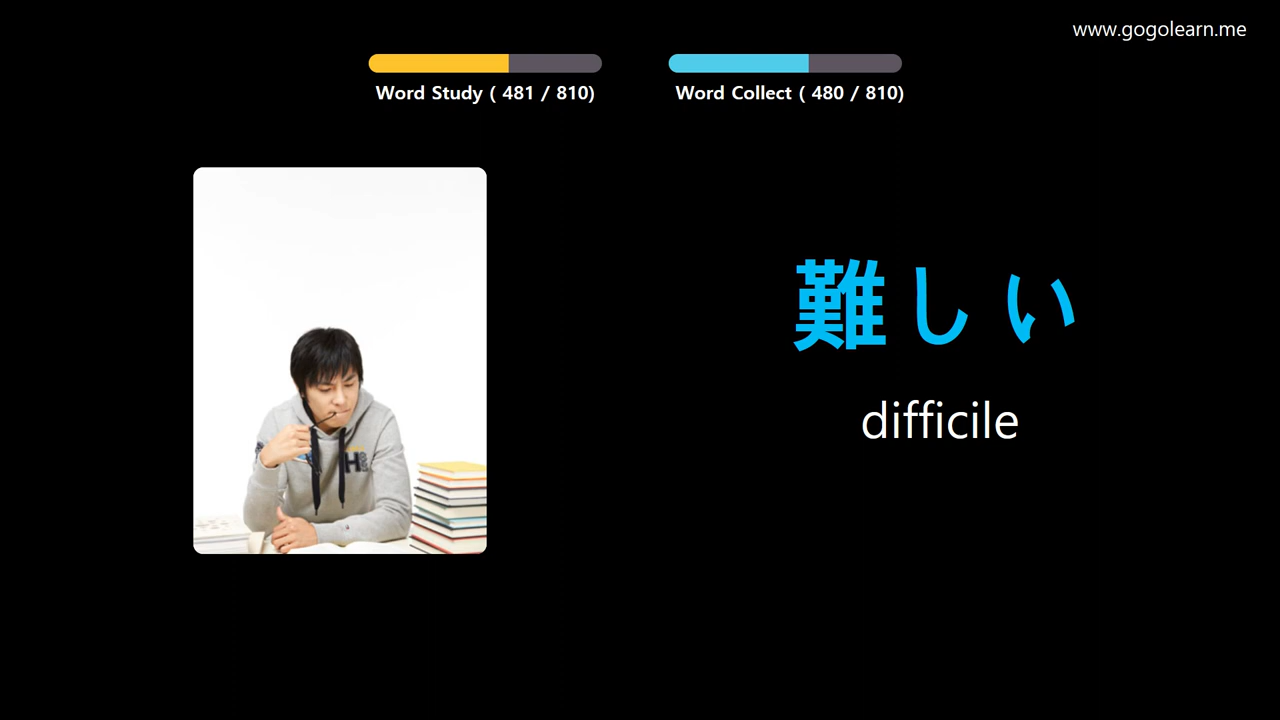 www.gogolearn.me
Word Study ( 481 / 810)
Word Collect ( 480 / 810)
難しい
difficile
H